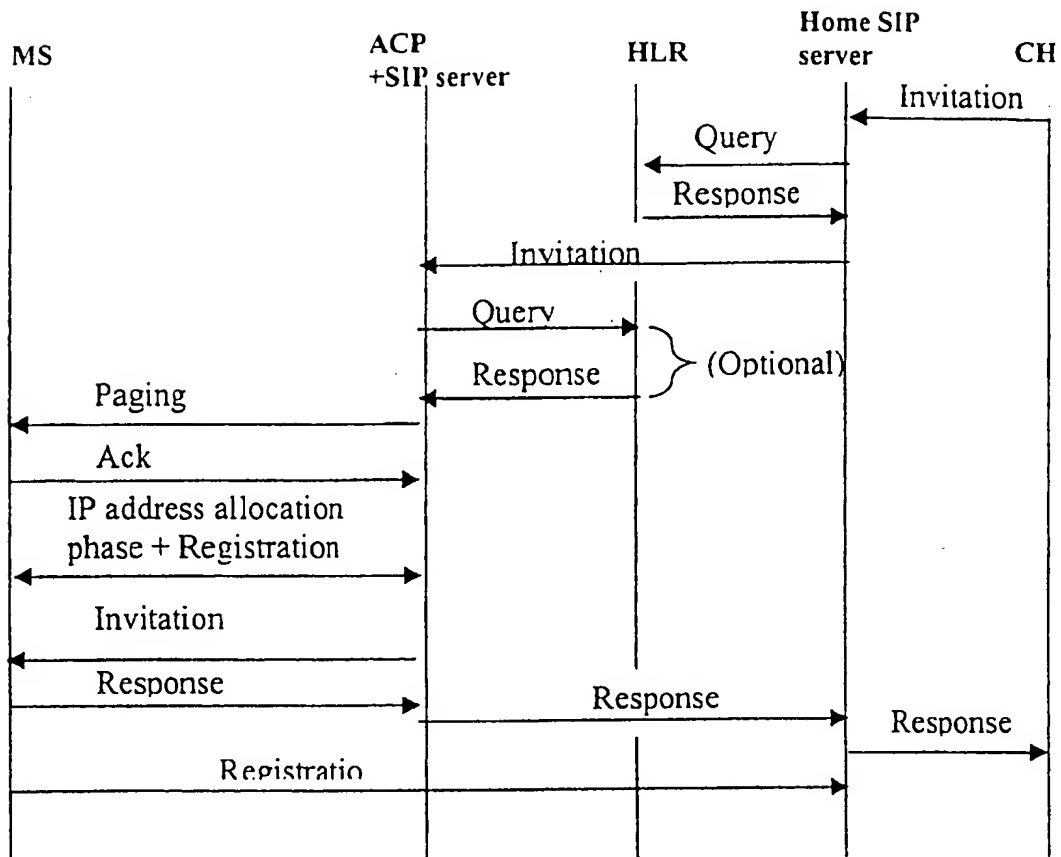 MS
ACP
+SIP server
HLR
Home SIP
server
CH
Invitation
Query
Response
Invitation
Query
(Optional)
Response
Paging
Ack
IP address allocation
phase + Registration
Invitation
Response
Response
Response
Registratio